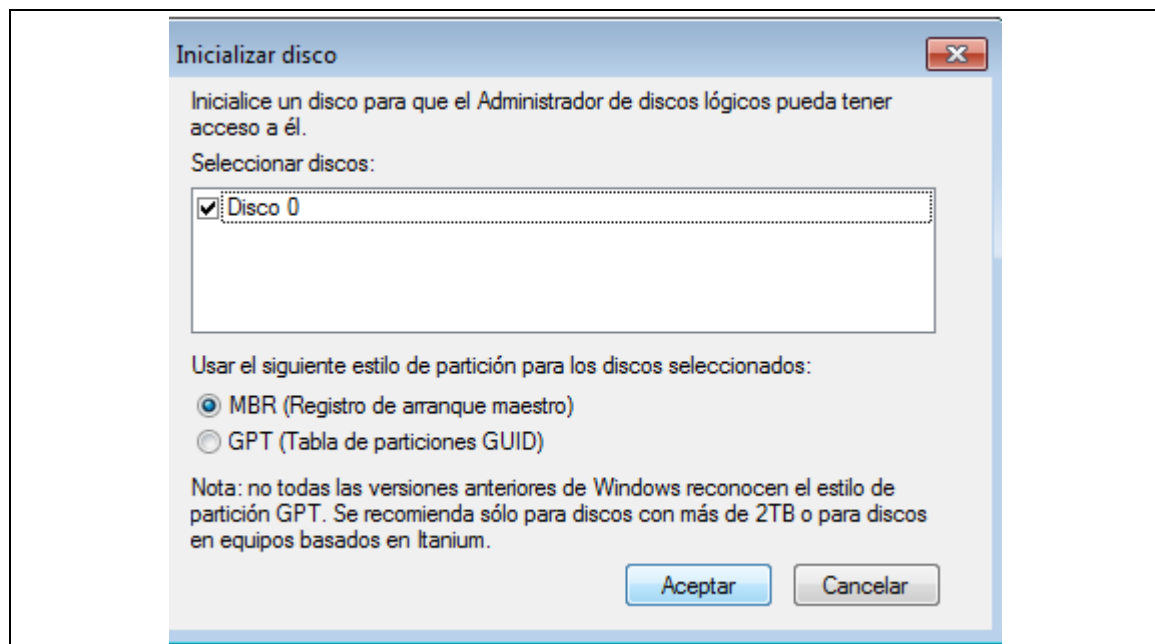 Inicializar disco
Inicialice un disco para que el Administrador de discos lógicos pueda tener
acceso a él.
Seleccionar discos:
Disco 0
Usar el siguiente estilo de partición para los discos seleccionados:
MBR (Registro de arranque maestro)
GPT (Tabla de particiones GUID)
Nota: no todas las versiones anteriores de Windows reconocen el estilo de
partición GPT. Se recomienda sólo para discos con más de 2TB o para discos
en equipos basados en Itanium.
Aceptar Cancelar